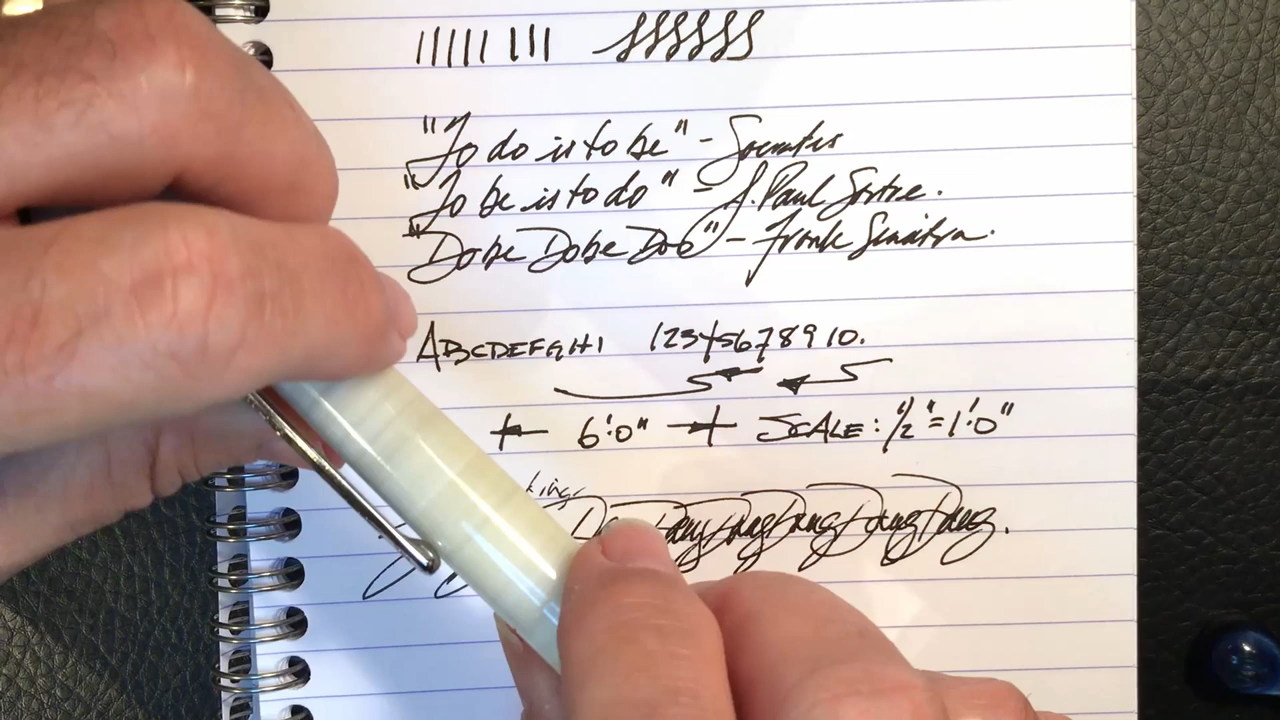 "To do is to be" - Socrates
"To be is to do" - J. Paul Sartre.
"Do be Do be Do" - Frank Sinatra.
ABCDEFGHI 12345678910.
6'.0" SCALE: 1/2" = 1'.0"